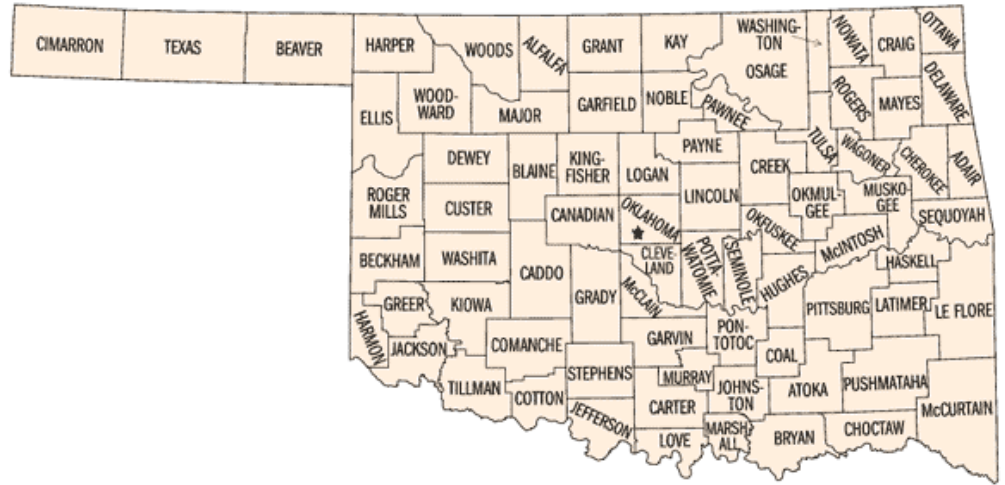 CIMARRON
TEXAS
BEAVER
HARPER
WOODS
ALFALFA
GRANT
KAY
WASHING-
TON
OSAGE
NOWATA
CRAIG
OTTAWA
ELLIS
WOOD-
WARD
MAJOR
GARFIELD
NOBLE
PAWNEE
ROGERS
MAYES
DELAWARE
DEWEY
BLAINE
KING-
FISHER
LOGAN
PAYNE
CREEK
TULSA
WAGONER
CHEROKEE
ADAIR
ROGER
MILLS
CUSTER
CANADIAN
OKLAHOMA
LINCOLN
OKFUSKEE
OKMUL-
GEE
MUSKO-
GEE
SEQUOYAH
BECKHAM
WASHITA
CADDO
GRADY
CLEVE-
LAND
McCLAIN
POTTA-
WATOMIE
SEMINOLE
HUGHES
McINTOSH
HASKELL
GREER
KIOWA
HARMON
JACKSON
COMANCHE
GARVIN
PON-
TOTOC
PITTSBURG
LATIMER
LE FLORE
COAL
TILLMAN
COTTON
STEPHENS
MURRAY
JOHNS-
TON
ATOKA
PUSHMATAHA
McCURTAIN
JEFFERSON
CARTER
LOVE
MARSH-
ALL
BRYAN
CHOCTAW